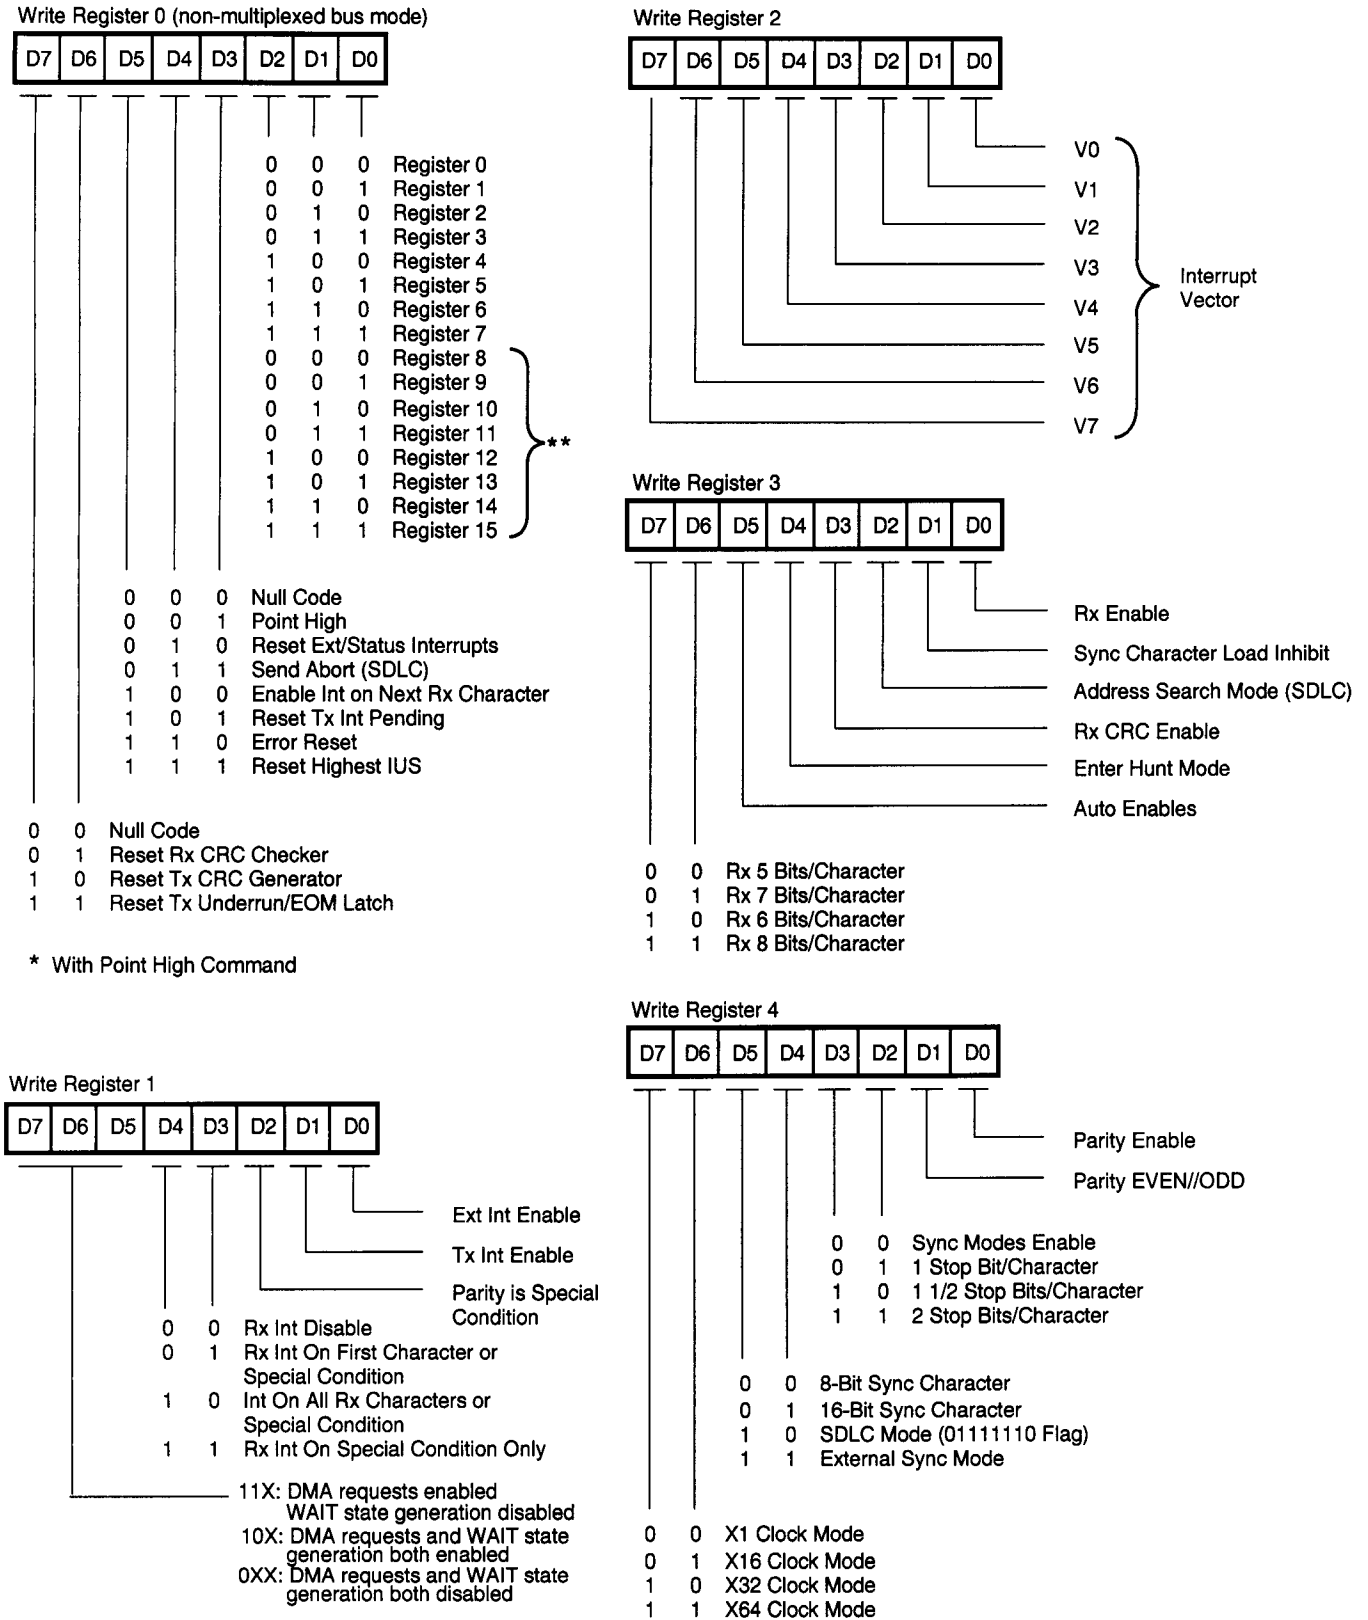 Write Register 0 (non-multiplexed bus mode)
D7 D6 D5 D4 D3 D2 D1 D0
0 0 0 Register 0
0 0 1 Register 1
0 1 0 Register 2
0 1 1 Register 3
1 0 0 Register 4
1 0 1 Register 5
1 1 0 Register 6
1 1 1 Register 7
0 0 0 Register 8
0 0 1 Register 9
0 1 0 Register 10
0 1 1 Register 11
**
1 0 0 Register 12
1 0 1 Register 13
1 1 0 Register 14
1 1 1 Register 15
0 0 0 Null Code
0 0 1 Point High
0 1 0 Reset Ext/Status Interrupts
0 1 1 Send Abort (SDLC)
1 0 0 Enable Int on Next Rx Character
1 0 1 Reset Tx Int Pending
1 1 0 Error Reset
1 1 1 Reset Highest IUS
0 0 Null Code
0 1 Reset Rx CRC Checker
1 0 Reset Tx CRC Generator
1 1 Reset Tx Underrun/EOM Latch
* With Point High Command
Write Register 1
D7 D6 D5 D4 D3 D2 D1 D0
Ext Int Enable
Tx Int Enable
Parity is Special
Condition
0 0 Rx Int Disable
0 1 Rx Int On First Character or
Special Condition
1 0 Int On All Rx Characters or
Special Condition
1 1 Rx Int On Special Condition Only
11X: DMA requests enabled
WAIT state generation disabled
10X: DMA requests and WAIT state
generation both enabled
0XX: DMA requests and WAIT state
generation both disabled
Write Register 2
D7 D6 D5 D4 D3 D2 D1 D0
V0
V1
V2
V3
Interrupt
Vector
V4
V5
V6
V7
Write Register 3
D7 D6 D5 D4 D3 D2 D1 D0
Rx Enable
Sync Character Load Inhibit
Address Search Mode (SDLC)
Rx CRC Enable
Enter Hunt Mode
Auto Enables
0 0 Rx 5 Bits/Character
0 1 Rx 7 Bits/Character
1 0 Rx 6 Bits/Character
1 1 Rx 8 Bits/Character
Write Register 4
D7 D6 D5 D4 D3 D2 D1 D0
Parity Enable
Parity EVEN//ODD
0 0 Sync Modes Enable
0 1 1 Stop Bit/Character
1 0 1 1/2 Stop Bits/Character
1 1 2 Stop Bits/Character
0 0 8-Bit Sync Character
0 1 16-Bit Sync Character
1 0 SDLC Mode (01111110 Flag)
1 1 External Sync Mode
0 0 X1 Clock Mode
0 1 X16 Clock Mode
1 0 X32 Clock Mode
1 1 X64 Clock Mode